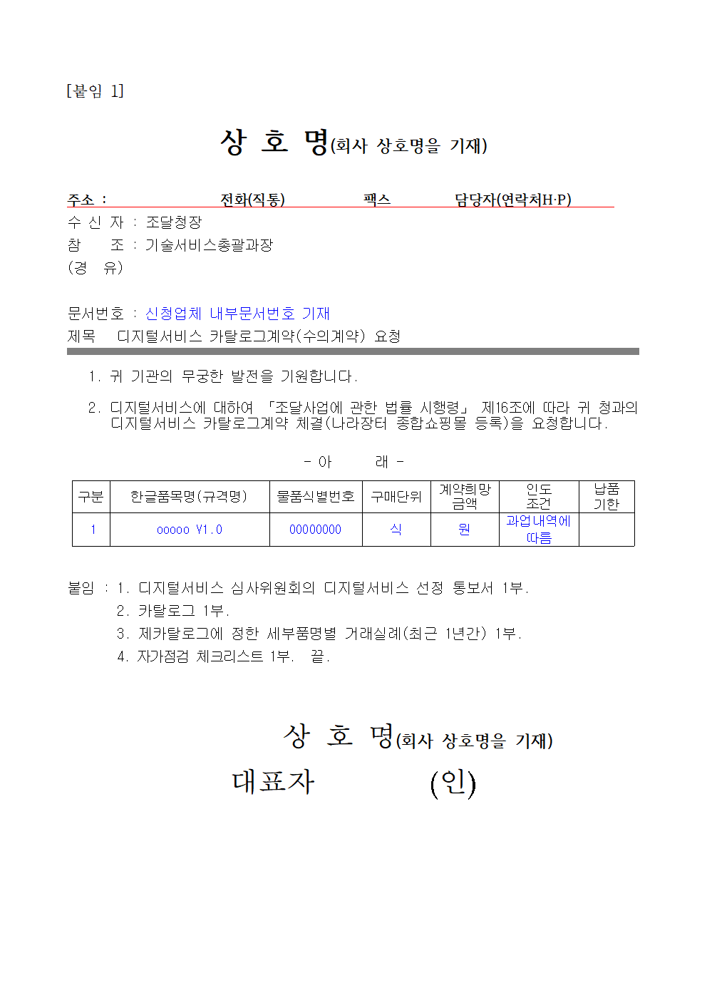 [붙임 1]
상 호 명(회사 상호명을 기재)
주소 : 전화(직통) 팩스 담당자(연락처H·P)
수 신 자 : 조달청장
참 조 : 기술서비스총괄과장
(경 유)
문서번호 : 신청업체 내부문서번호 기재
제목 디지털서비스 카탈로그계약(수의계약) 요청
1. 귀 기관의 무궁한 발전을 기원합니다.
2. 디지털서비스에 대하여 「조달사업에 관한 법률 시행령」 제16조에 따라 귀 청과의
디지털서비스 카탈로그계약 체결(나라장터 종합쇼핑몰 등록)을 요청합니다.
- 아 래 -
구분 한글품목명(규격명) 물품식별번호 구매단위 계약희망 금액 인도 조건 납품 기한
1 ooooo V1.0 00000000 식 원 과업내역에 따름
붙임 : 1. 디지털서비스 심사위원회의 디지털서비스 선정 통보서 1부.
2. 카탈로그 1부.
3. 제카탈로그에 정한 세부품명별 거래실례(최근 1년간) 1부.
4. 자가점검 체크리스트 1부. 끝.
상 호 명(회사 상호명을 기재)
대표자 (인)